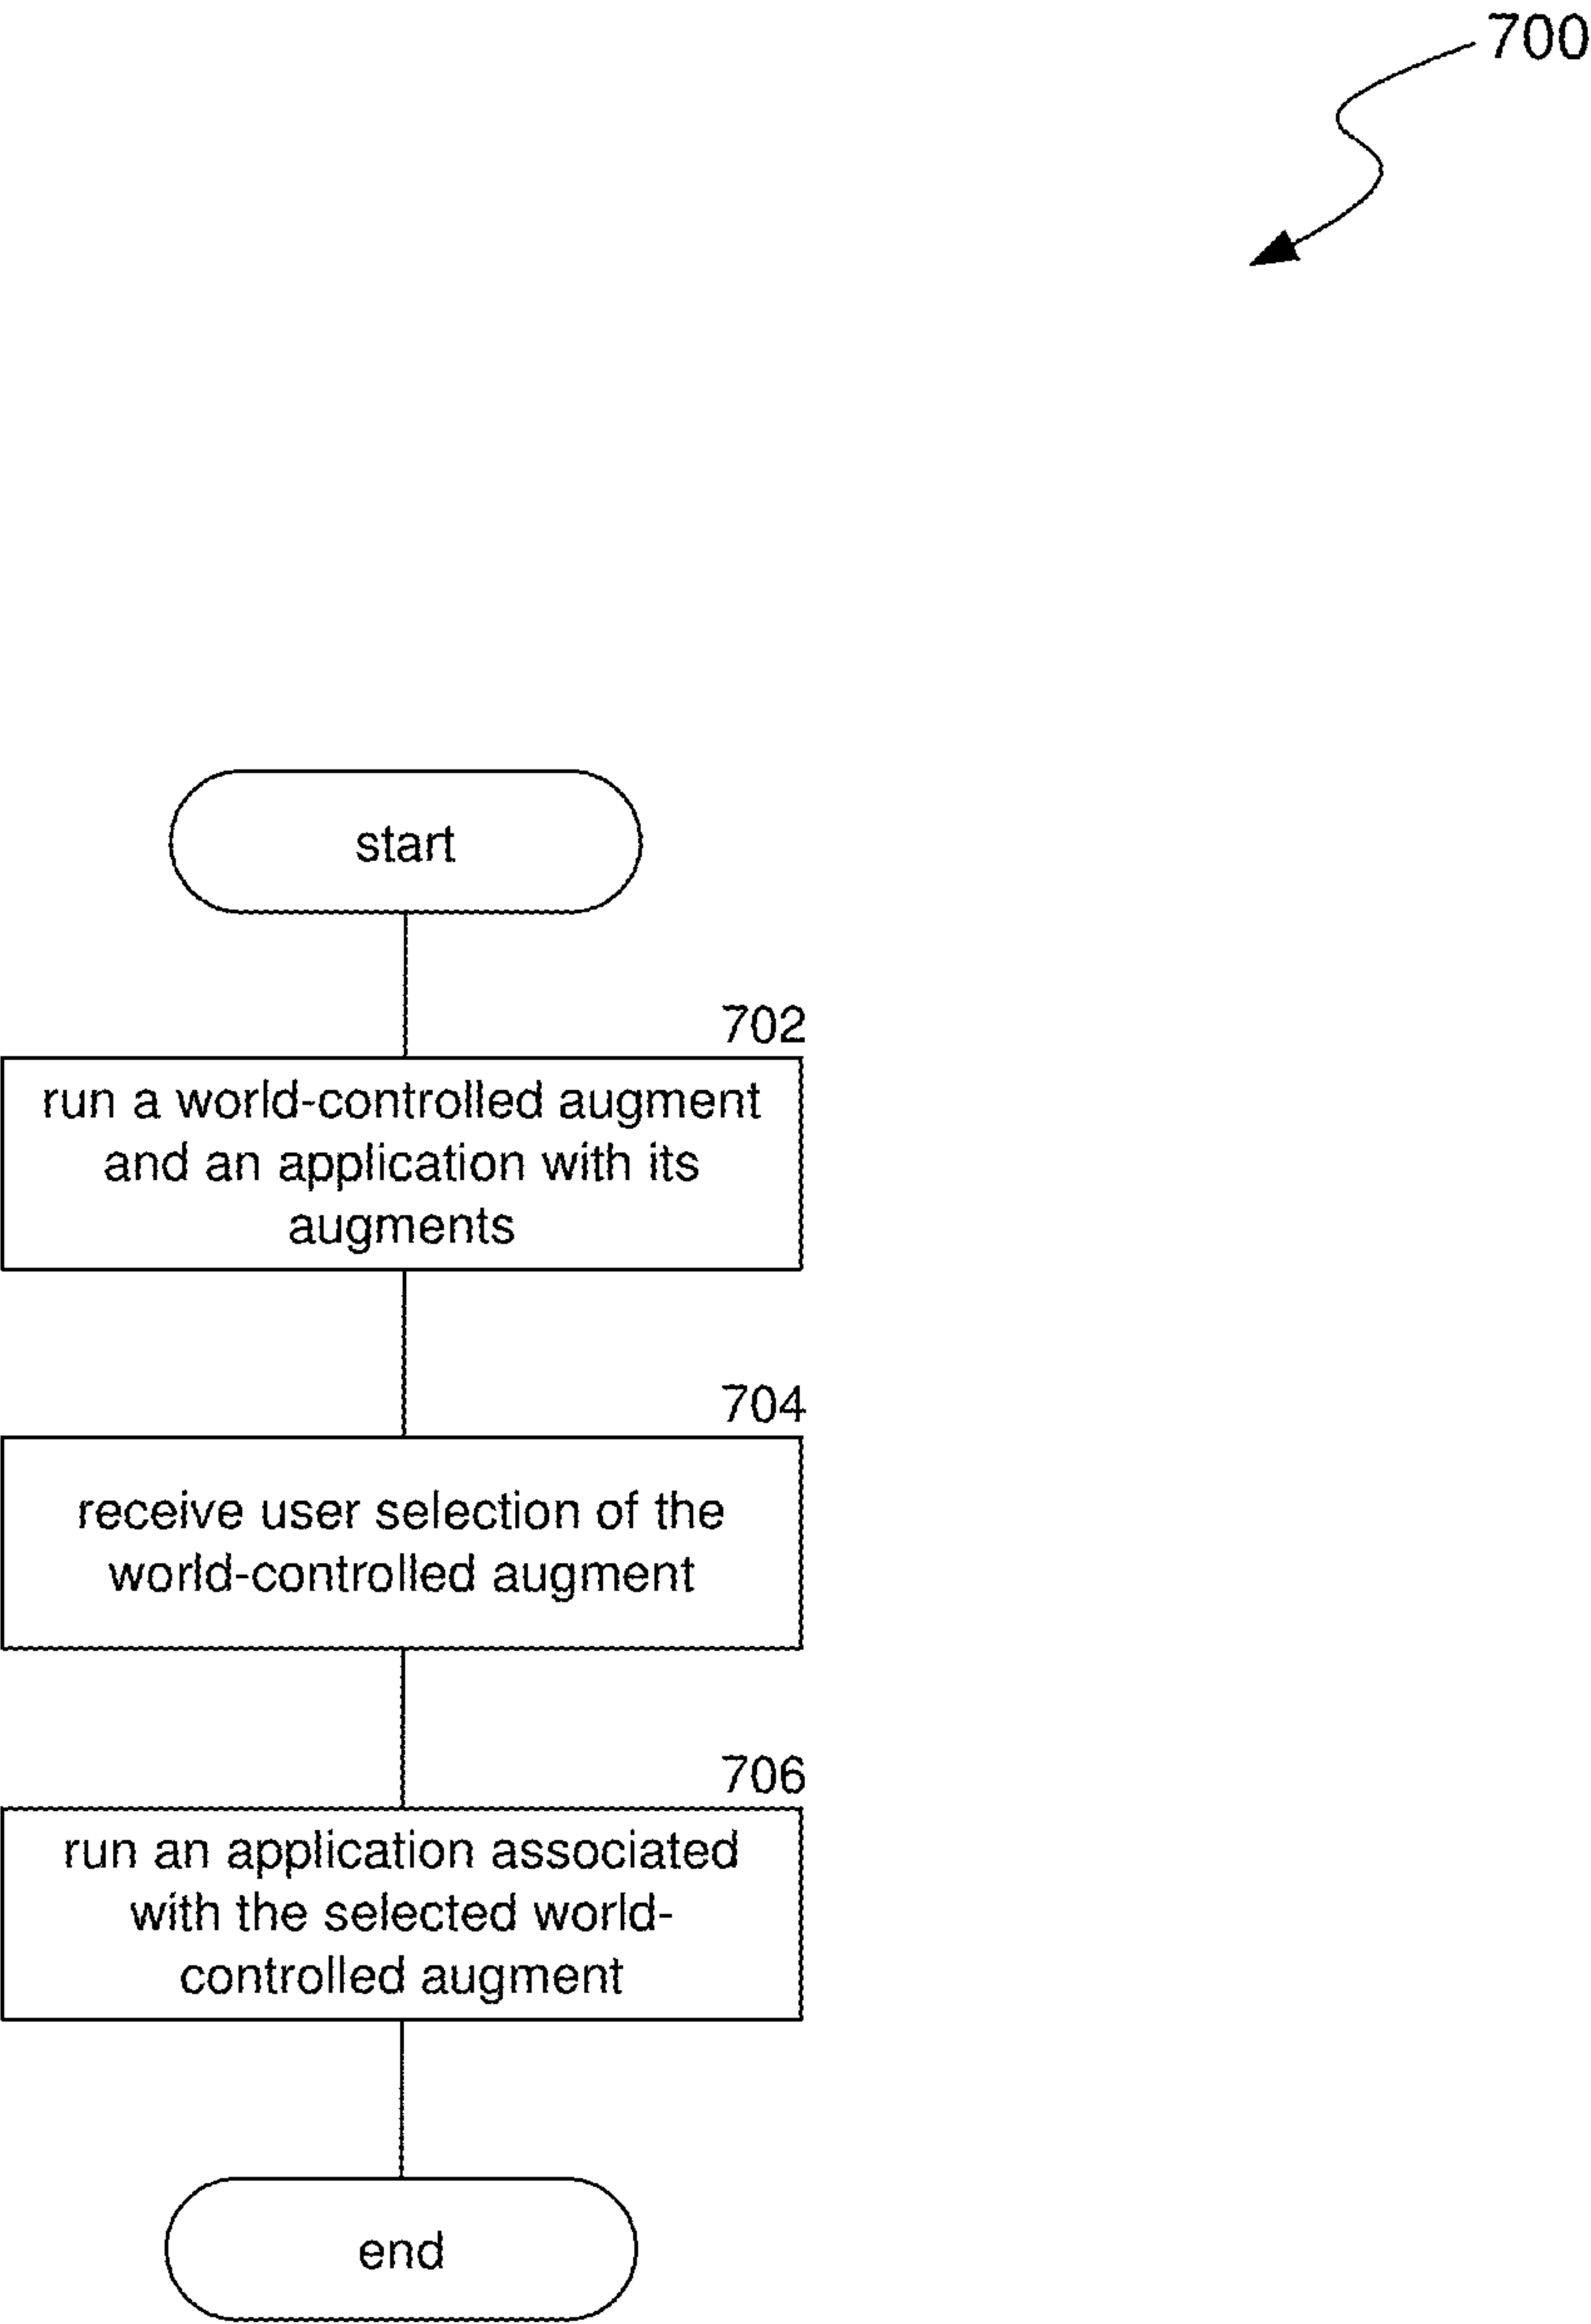 700
start
702
run a world-controlled augment
and an application with its
augments
704
receive user selection of the
world-controlled augment
706
run an application associated
with the selected world-
controlled augment
end